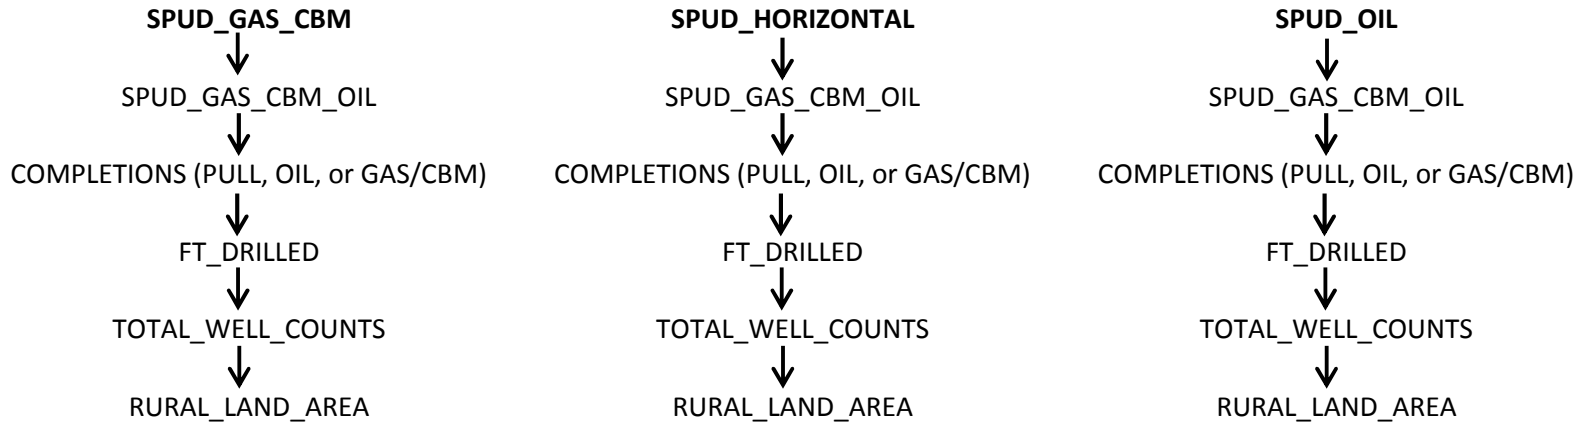 SPUD_GAS_CBM
SPUD_GAS_CBM_OIL
COMPLETIONS (PULL, OIL, or GAS/CBM)
FT_DRILLED
TOTAL_WELL_COUNTS
RURAL_LAND_AREA
SPUD_HORIZONTAL
SPUD_GAS_CBM_OIL
COMPLETIONS (PULL, OIL, or GAS/CBM)
FT_DRILLED
TOTAL_WELL_COUNTS
RURAL_LAND_AREA
SPUD_OIL
SPUD_GAS_CBM_OIL
COMPLETIONS (PULL, OIL, or GAS/CBM)
FT_DRILLED
TOTAL_WELL_COUNTS
RURAL_LAND_AREA